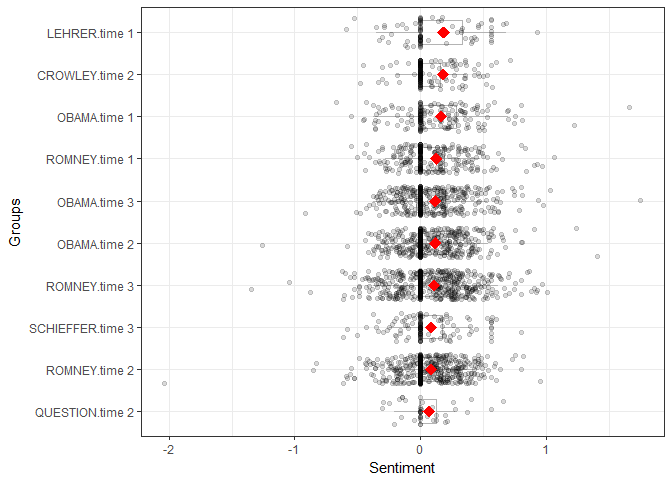 LEHRER.time 1
CROWLEY.time 2
OBAMA.time 1
ROMNEY.time 1
OBAMA.time 3
OBAMA.time 2
ROMNEY.time 3
SCHIEFFER.time 3
ROMNEY.time 2
QUESTION.time 2
Groups
-2 -1 0 1
Sentiment